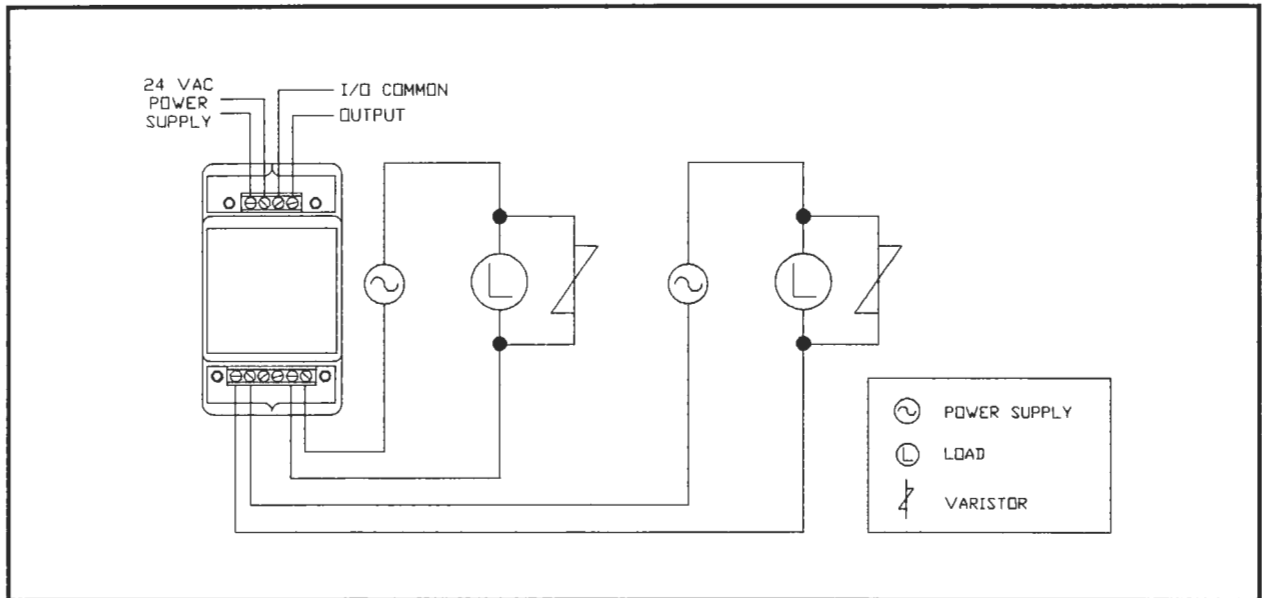 24 VAC
POWER
SUPPLY
I/O COMMON
OUTPUT
L
L
POWER SUPPLY
L
LOAD
VARISTOR